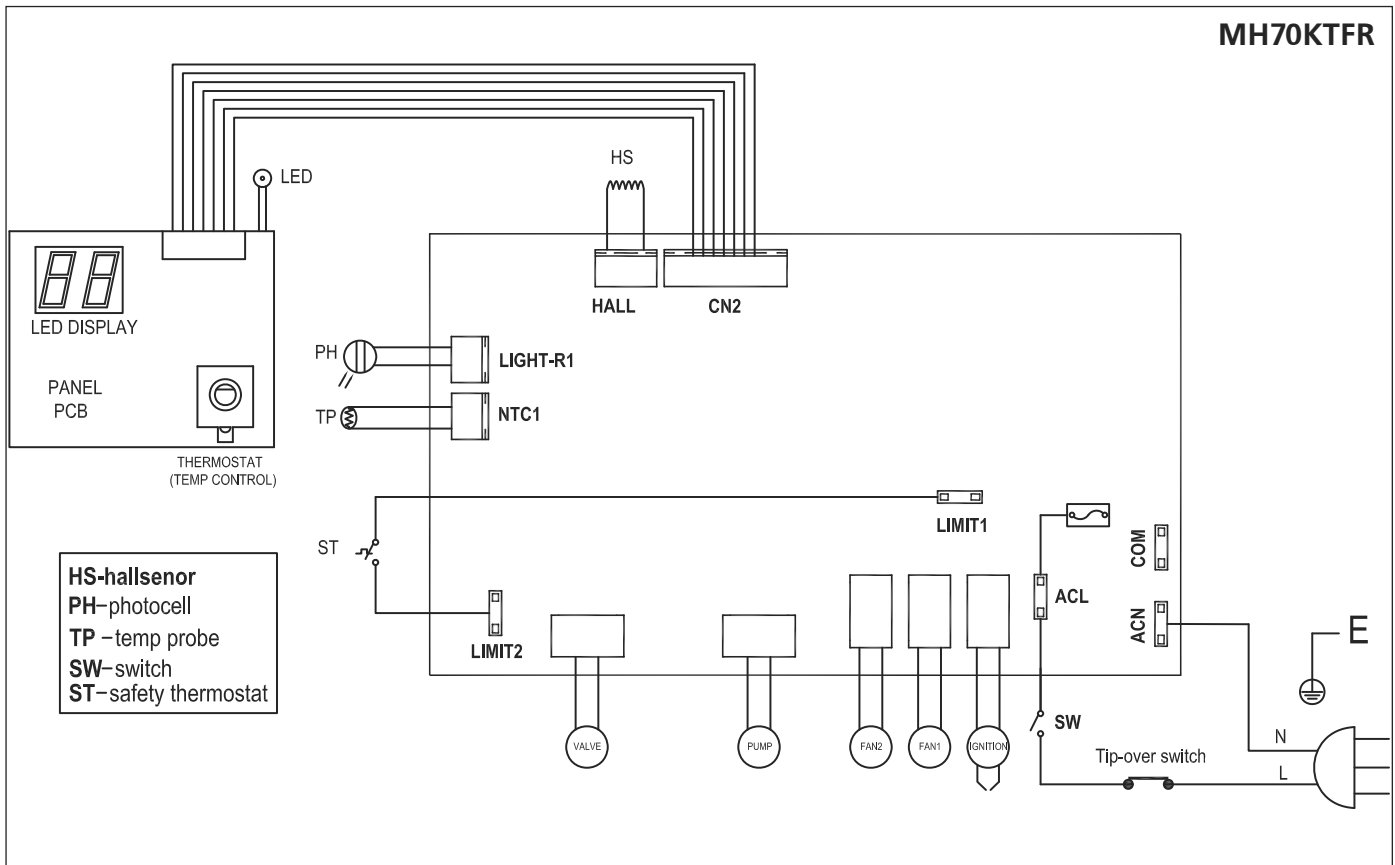 MH70KTFR
HS
LED
HALL
CN2
LED DISPLAY
PH
LIGHT-R1
PANEL
PCB
TP
NTC1
THERMOSTAT
(TEMP CONTROL)
LIMIT1
ST
COM
HS-hallsenor
PH-photocell
TP -temp probe
SW-switch
ST-safety thermostat
ACL
ACN
E
LIMIT2
SW
VALVE
PUMP
FAN2
FAN1
IGNITION
N
Tip-over switch
L